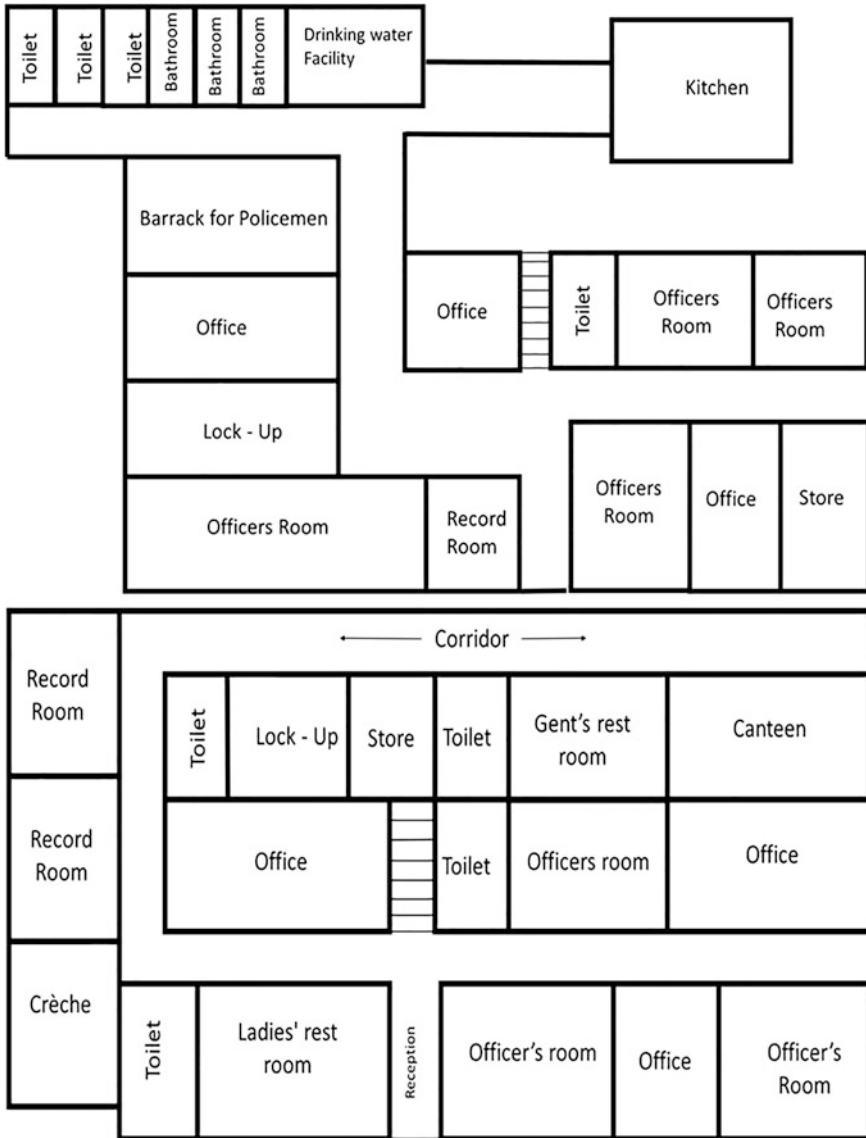 Toilet
Toilet
Toilet
Bathroom
Bathroom
Bathroom
Drinking water
Facility
Kitchen
Barrack for Policemen
Office
Lock - Up
Officers Room
Record
Room
Office
Toilet
Officers
Room
Officers
Room
Officers
Room
Office
Store
Corridor
Record
Room
Record
Room
Crèche
Toilet
Lock - Up
Store
Toilet
Gent's rest
room
Canteen
Office
Toilet
Officers room
Office
Toilet
Ladies' rest
room
Reception
Officer's room
Office
Officer's
Room